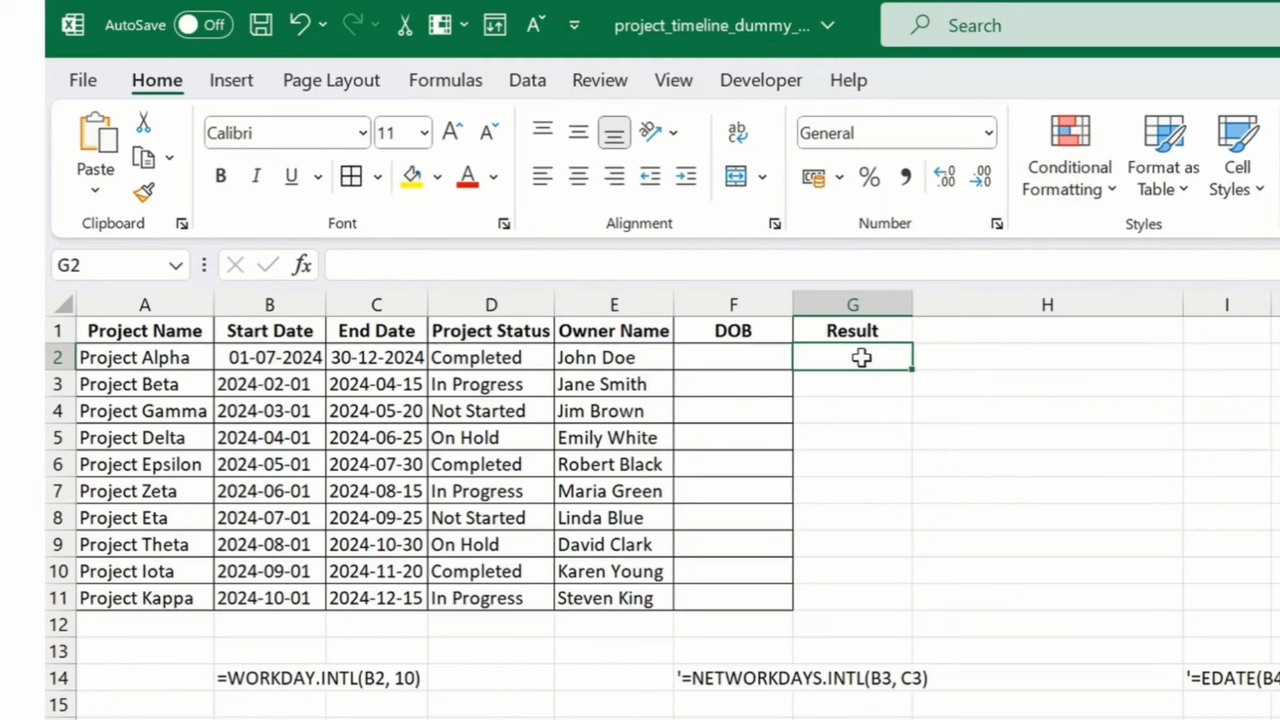 AutoSave Off project_timeline_dummy_... Search
File Home Insert Page Layout Formulas Data Review View Developer Help
Paste Calibri 11 B I U A ab General % Conditional Formatting Format as Table Cell Styles
Clipboard Font Alignment Number Styles
G2 fx
A B C D E F G H I
1 Project Name Start Date End Date Project Status Owner Name DOB Result
2 Project Alpha 01-07-2024 30-12-2024 Completed John Doe
3 Project Beta 2024-02-01 2024-04-15 In Progress Jane Smith
4 Project Gamma 2024-03-01 2024-05-20 Not Started Jim Brown
5 Project Delta 2024-04-01 2024-06-25 On Hold Emily White
6 Project Epsilon 2024-05-01 2024-07-30 Completed Robert Black
7 Project Zeta 2024-06-01 2024-08-15 In Progress Maria Green
8 Project Eta 2024-07-01 2024-09-25 Not Started Linda Blue
9 Project Theta 2024-08-01 2024-10-30 On Hold David Clark
10 Project Iota 2024-09-01 2024-11-20 Completed Karen Young
11 Project Kappa 2024-10-01 2024-12-15 In Progress Steven King
12
13
14 =WORKDAY.INTL(B2, 10) '=NETWORKDAYS.INTL(B3, C3) '=EDATE(B4
15